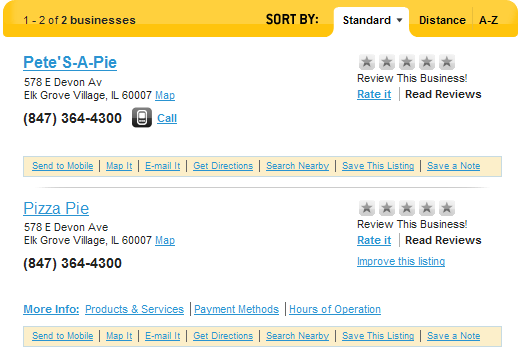 1 - 2 of 2 businesses SORT BY: Standard Distance A-Z
Pete'S-A-Pie
578 E Devon Av
Elk Grove Village, IL 60007 Map
(847) 364-4300 Call
Review This Business!
Rate it Read Reviews
Send to Mobile Map It E-mail It Get Directions Search Nearby Save This Listing Save a Note
Pizza Pie
578 E Devon Ave
Elk Grove Village, IL 60007 Map
(847) 364-4300
Review This Business!
Rate it Read Reviews
Improve this listing
More Info: Products & Services Payment Methods Hours of Operation
Send to Mobile Map It E-mail It Get Directions Search Nearby Save This Listing Save a Note